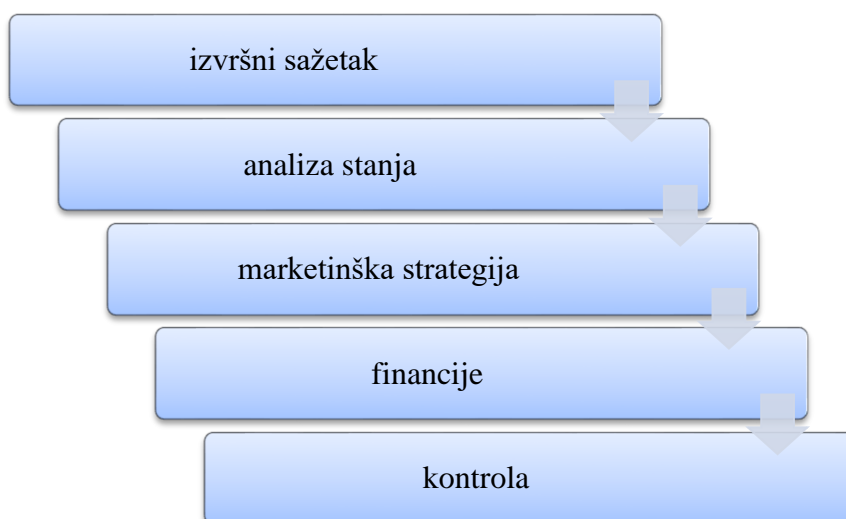 izvršni sažetak
analiza stanja
marketinška strategija
financije
kontrola